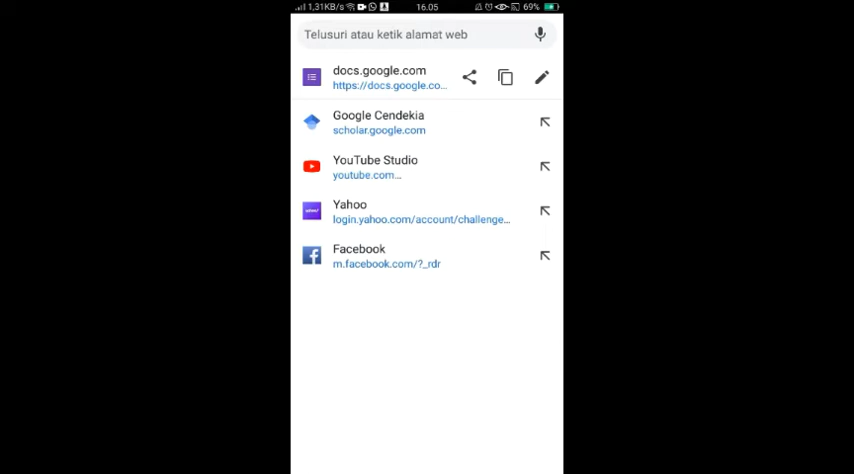 1,31KB/s 16.05 69%
Telusuri atau ketik alamat web
docs.google.com
https://docs.google.co...
Google Cendekia
scholar.google.com
YouTube Studio
youtube.com...
Yahoo
login.yahoo.com/account/challenge...
Facebook
m.facebook.com/?_rdr